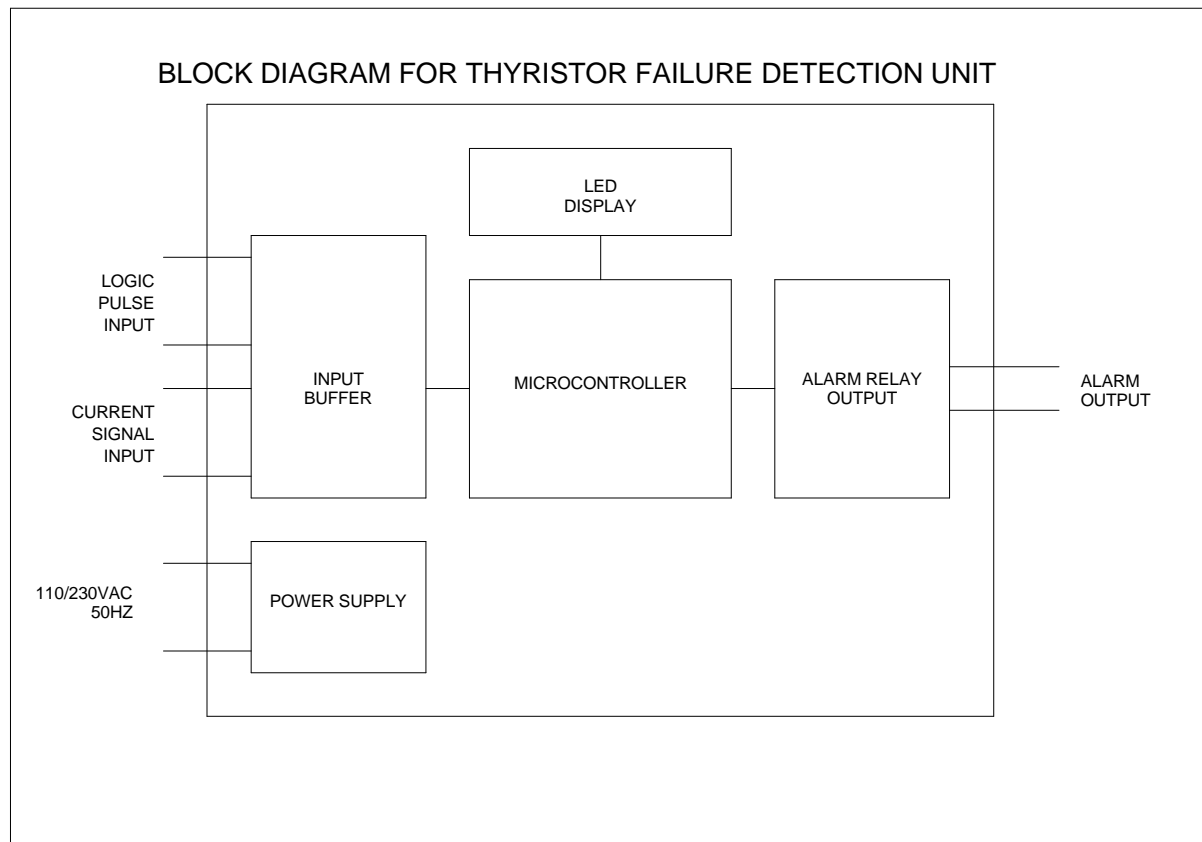 BLOCK DIAGRAM FOR THYRISTOR FAILURE DETECTION UNIT
LED
DISPLAY
LOGIC
PULSE
INPUT
INPUT
BUFFER
MICROCONTROLLER
ALARM RELAY
OUTPUT
ALARM
OUTPUT
CURRENT
SIGNAL
INPUT
110/230VAC
50HZ
POWER SUPPLY